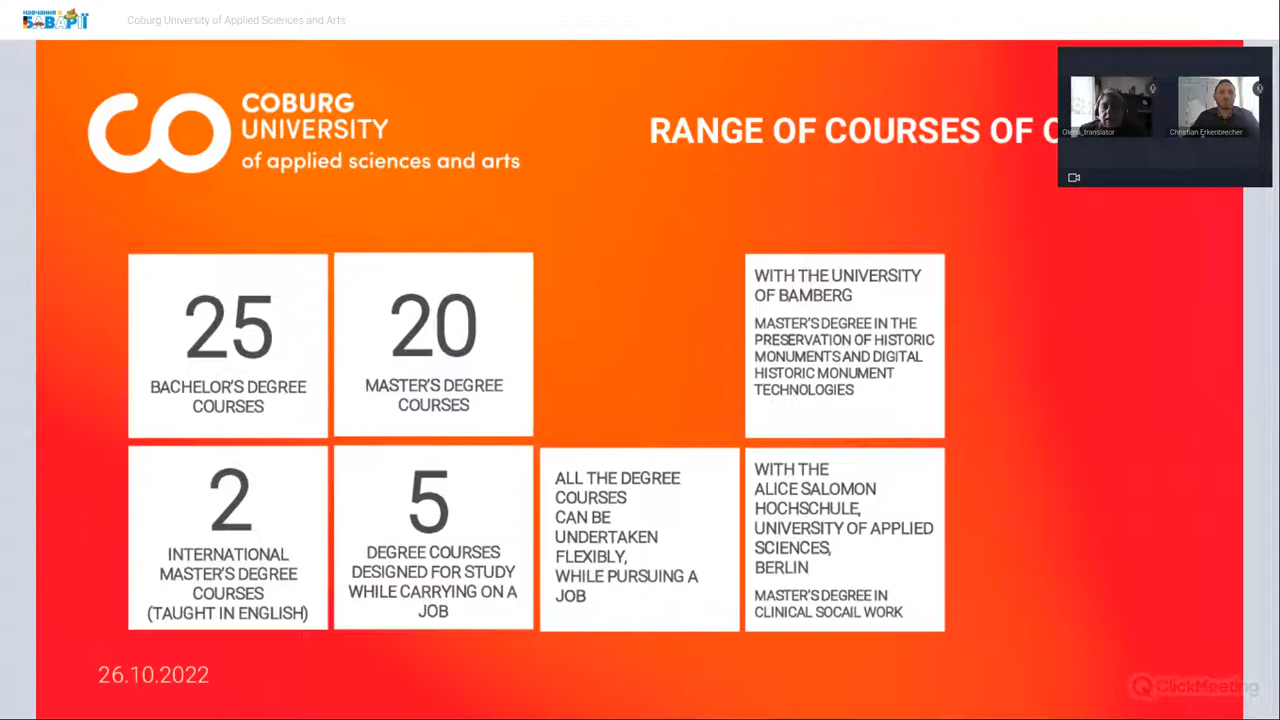 НАВЧАННЯ В
БАВАРІЇ
Coburg University of Applied Sciences and Arts
COBURG
UNIVERSITY
of applied sciences and arts
RANGE OF COURSES OF C
Olena_translator
Christian Erkenbrecher
25
BACHELOR'S DEGREE
COURSES
20
MASTER'S DEGREE
COURSES
WITH THE UNIVERSITY
OF BAMBERG
MASTER'S DEGREE IN THE
PRESERVATION OF HISTORIC
MONUMENTS AND DIGITAL
HISTORIC MONUMENT
TECHNOLOGIES
2
INTERNATIONAL
MASTER'S DEGREE
COURSES
(TAUGHT IN ENGLISH)
5
DEGREE COURSES
DESIGNED FOR STUDY
WHILE CARRYING ON A
JOB
ALL THE DEGREE
COURSES
CAN BE
UNDERTAKEN
FLEXIBLY,
WHILE PURSUING A
JOB
WITH THE
ALICE SALOMON
HOCHSCHULE,
UNIVERSITY OF APPLIED
SCIENCES,
BERLIN
MASTER'S DEGREE IN
CLINICAL SOCAIL WORK
26.10.2022
ClickMeeting